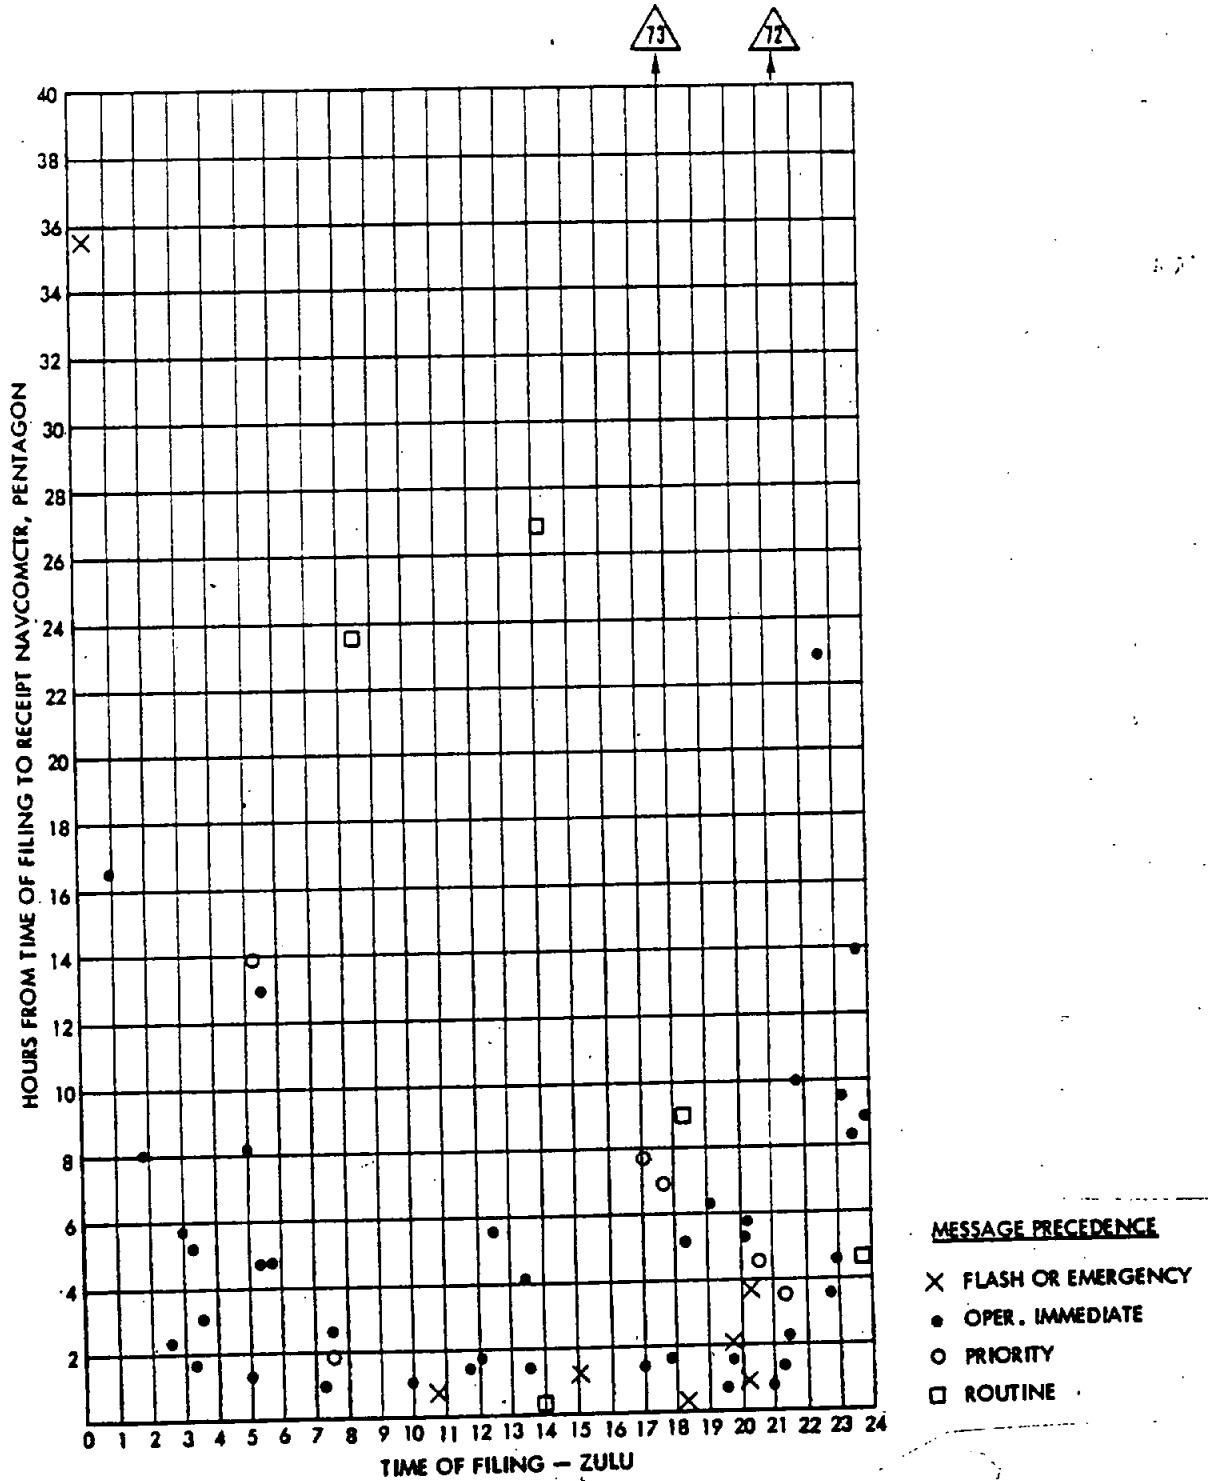 73 72
40
38
36
34
32
30
28
26
24
22
20
18
16
14
12
10
8
6
4
2
HOURS FROM TIME OF FILING TO RECEIPT NAVCOMCTR, PENTAGON
0 1 2 3 4 5 6 7 8 9 10 11 12 13 14 15 16 17 18 19 20 21 22 23 24
TIME OF FILING — ZULU
MESSAGE PRECEDENCE
X FLASH OR EMERGENCY
● OPER. IMMEDIATE
○ PRIORITY
□ ROUTINE